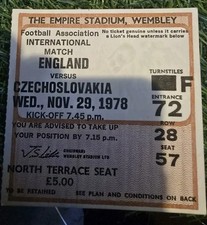 THE EMPIRE STADIUM, WEMBLEY
Football Association
No ticket genuine unless it carries
a Lion's Head watermark below
INTERNATIONAL
MATCH
ENGLAND
VERSUS
CZECHOSLOVAKIA
WED., NOV. 29, 1978
KICK-OFF 7.45 p.m.
YOU ARE ADVISED TO TAKE UP
YOUR POSITION BY 7.15 p.m.
CHAIRMAN
WEMBLEY STADIUM LTD
NORTH TERRACE SEAT
£5.00
TO BE RETAINED
SEE PLAN AND CONDITIONS ON BACK
TURNSTILES
F
ENTRANCE
72
ROW
28
SEAT
57